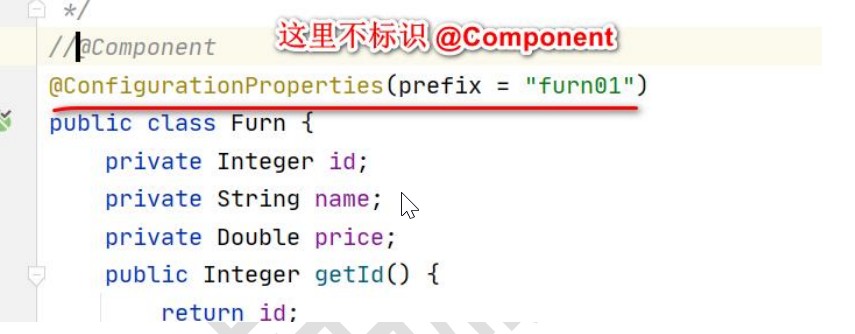 */
//@Component
这里不标识 @Component
@ConfigurationProperties(prefix = "furn01")
public class Furn {
private Integer id;
private String name;
private Double price;
public Integer getId() {
return id;